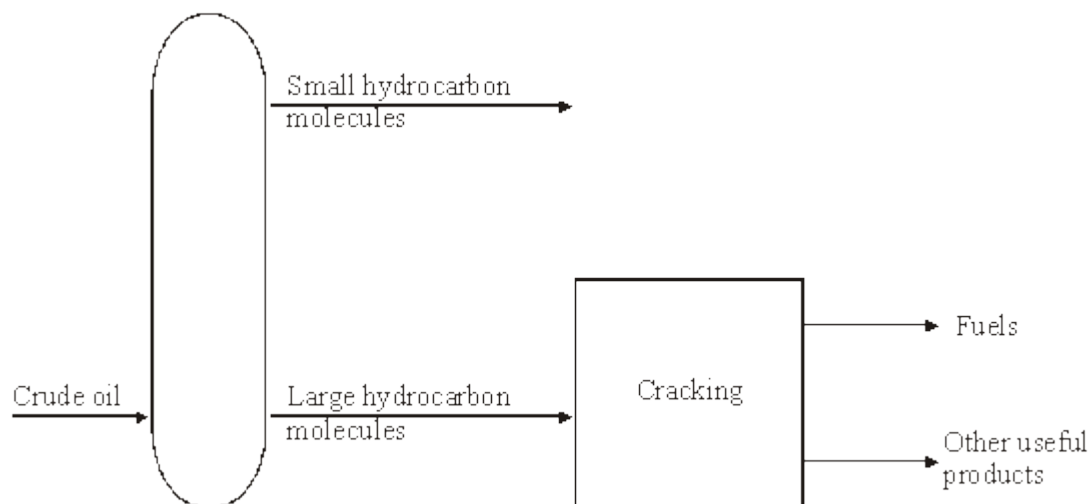 Small hydrocarbon
molecules
Fuels
Crude oil
Large hydrocarbon
molecules
Cracking
Other useful
products